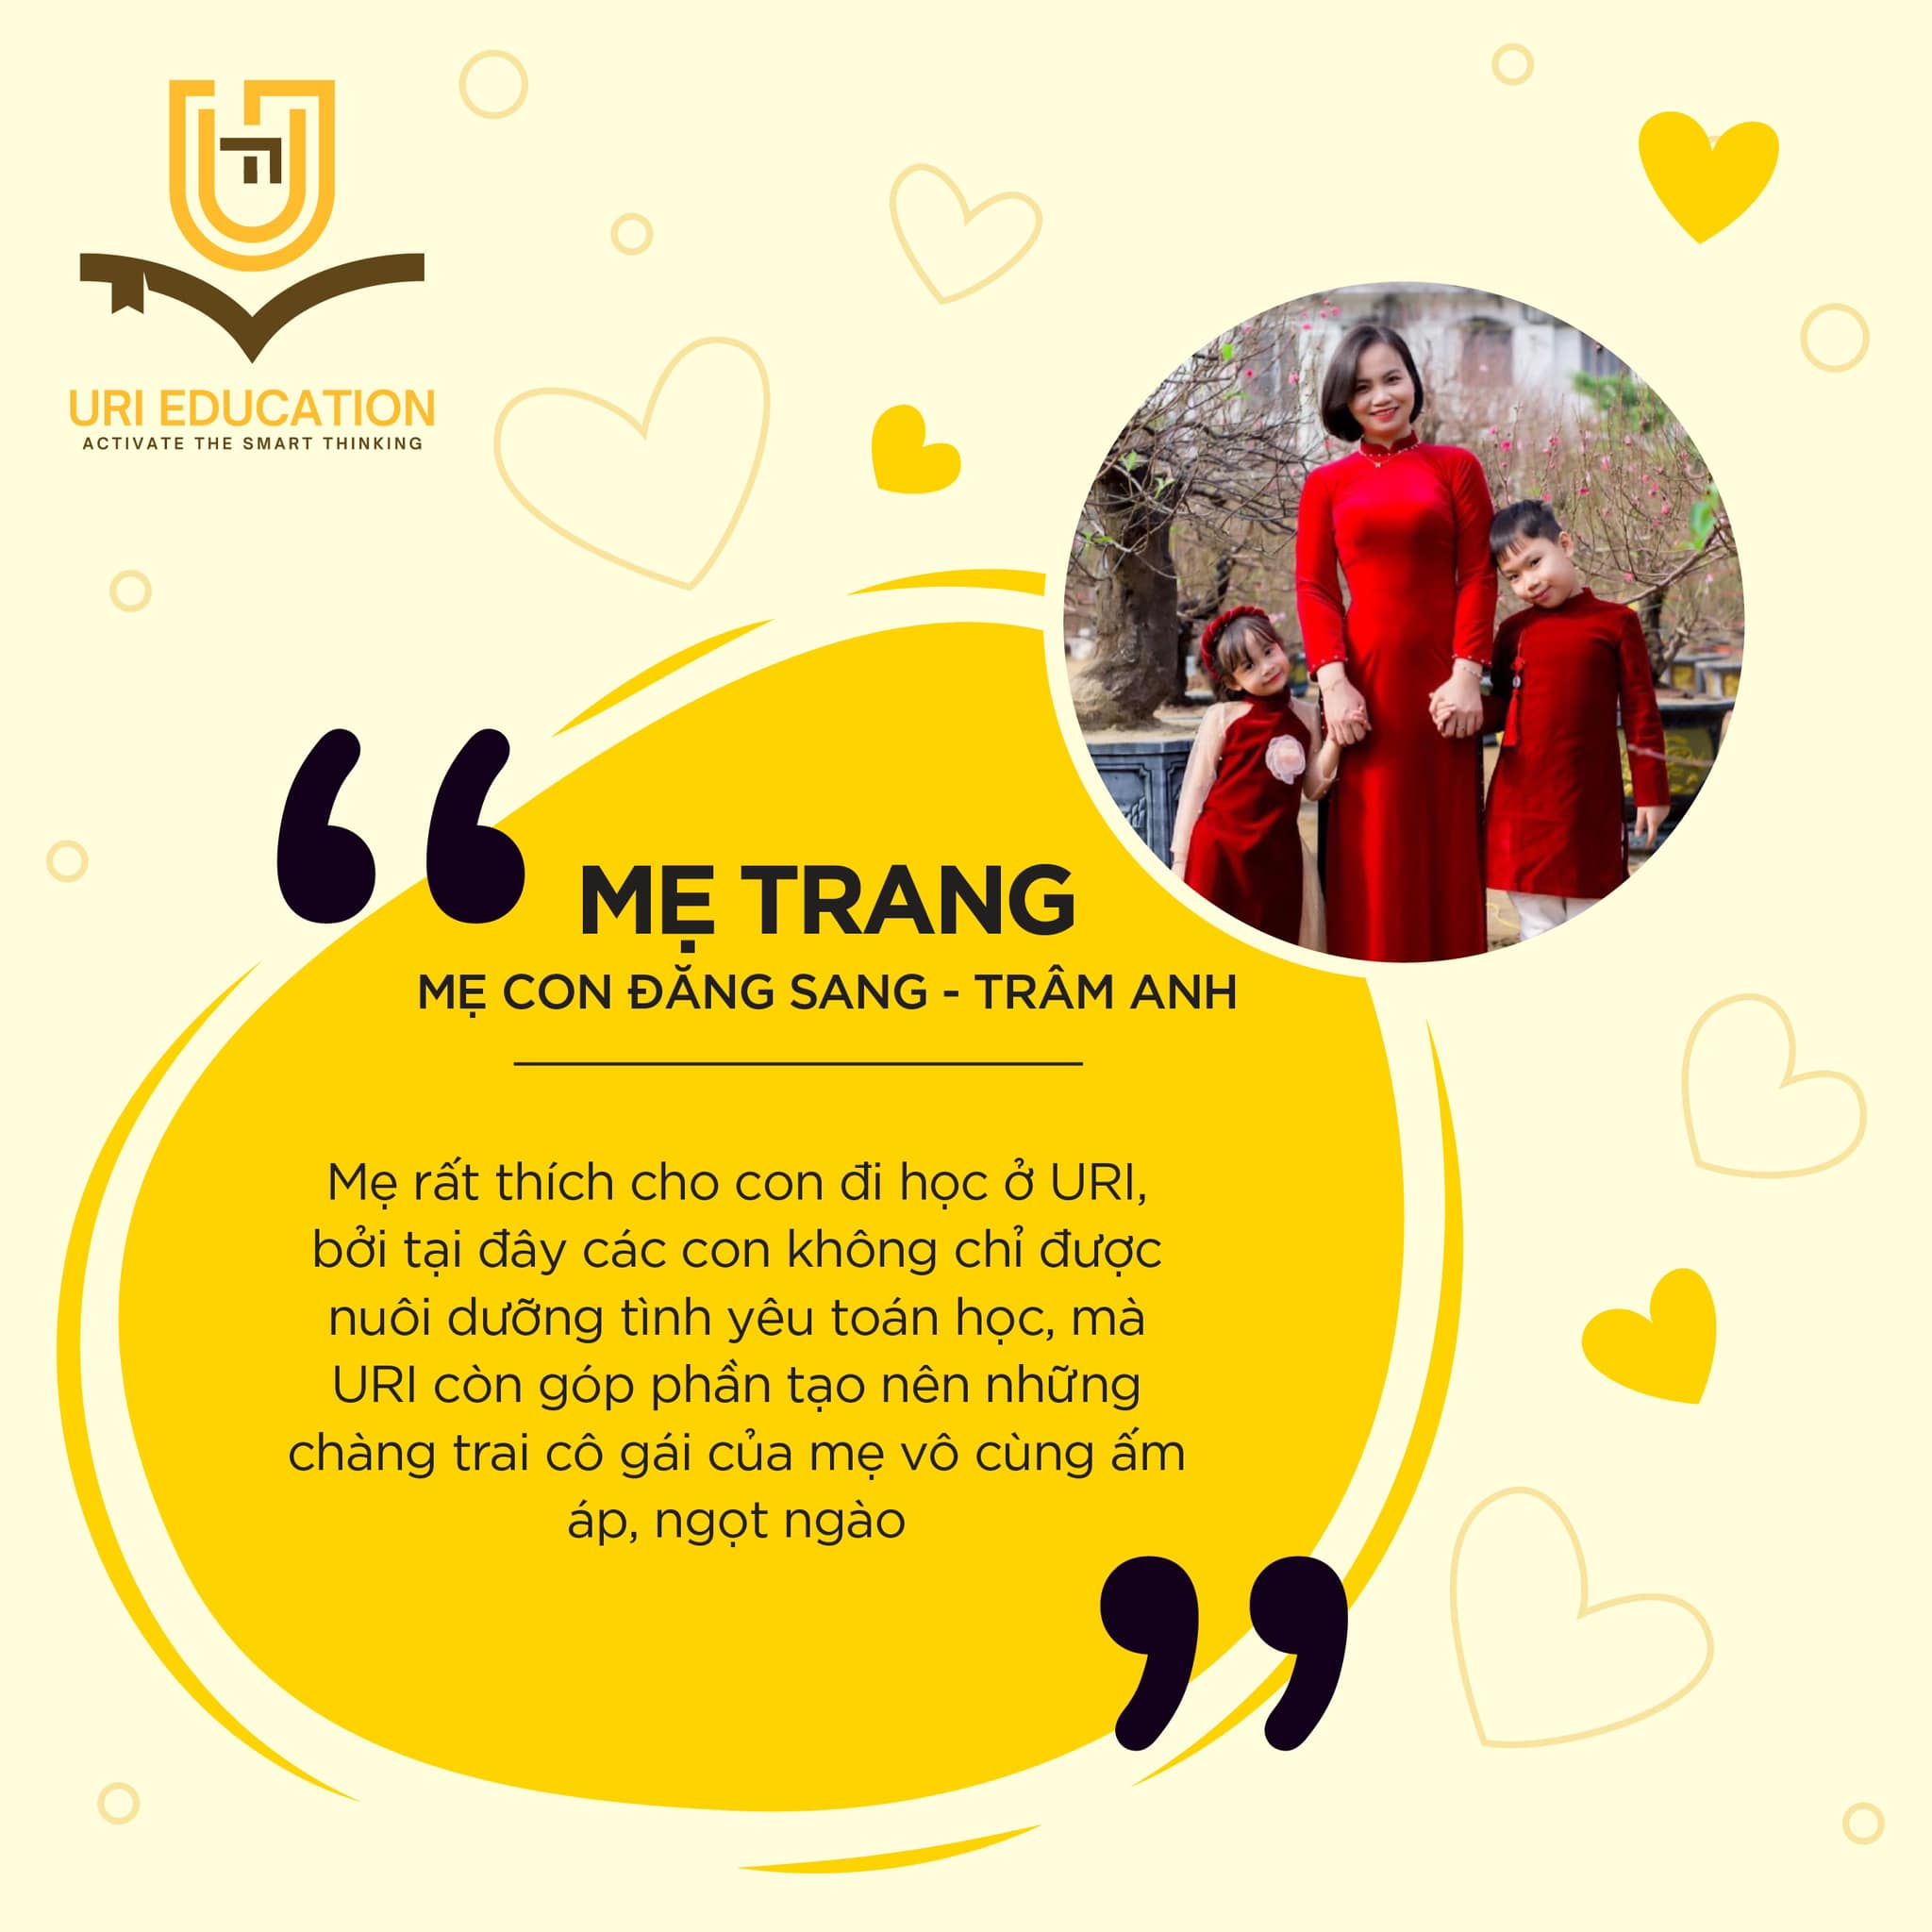 URI EDUCATION
ACTIVATE THE SMART THINKING
MẸ TRANG
MẸ CON ĐĂNG SANG - TRÂM ANH
Mẹ rất thích cho con đi học ở URI,
bởi tại đây các con không chỉ được
nuôi dưỡng tình yêu toán học, mà
URI còn góp phần tạo nên những
chàng trai cô gái của mẹ vô cùng ấm
áp, ngọt ngào